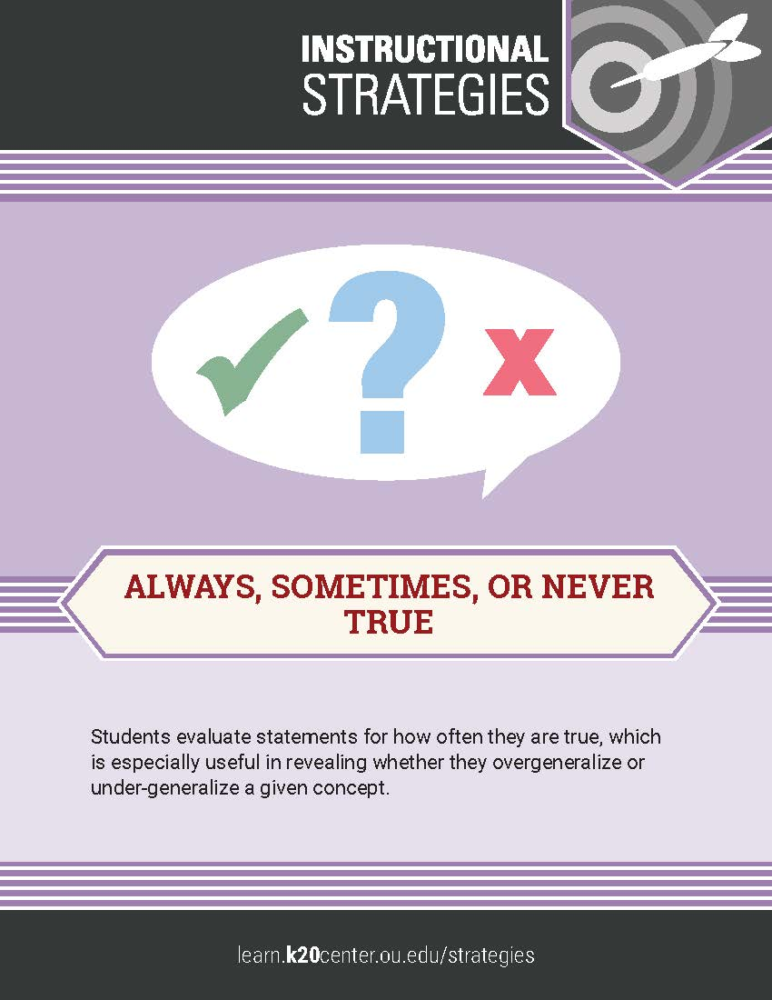 INSTRUCTIONAL
STRATEGIES
?
x
ALWAYS, SOMETIMES, OR NEVER
TRUE
Students evaluate statements for how often they are true, which
is especially useful in revealing whether they overgeneralize or
under-generalize a given concept.
learn.k20center.ou.edu/strategies